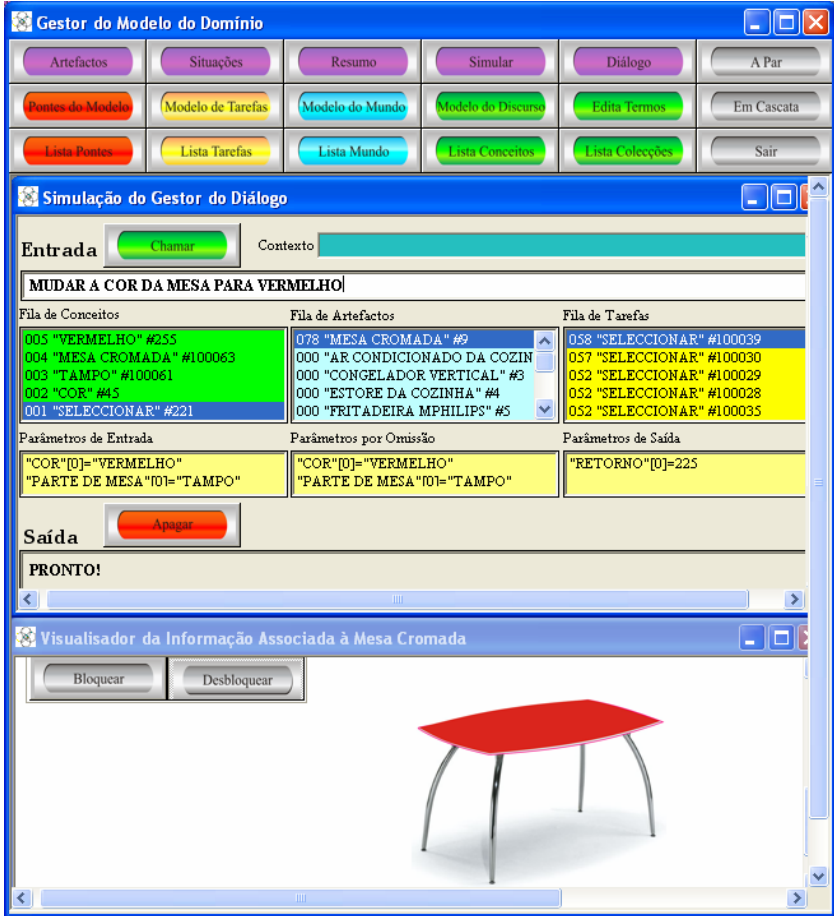 Gestor do Modelo do Domínio
Artefactos Situações Resumo Simular Diálogo A Par
Pontes do Modelo Modelo de Tarefas Modelo do Mundo Modelo do Discurso Edita Termos Em Cascata
Lista Pontes Lista Tarefas Lista Mundo Lista Conceitos Lista Colecções Sair
Simulação do Gestor do Diálogo
Entrada Chamar Contexto
MUDAR A COR DA MESA PARA VERMELHO
Fila de Conceitos Fila de Artefactos Fila de Tarefas
005 "VERMELHO" #255 078 "MESA CROMADA" #9 058 "SELECCIONAR" #100039
004 "MESA CROMADA" #100063 000 "AR CONDICIONADO DA COZIN 057 "SELECCIONAR" #100030
003 "TAMPO" #100061 000 "CONGELADOR VERTICAL" #3 052 "SELECCIONAR" #100029
002 "COR" #45 000 "ESTORE DA COZINHA" #4 052 "SELECCIONAR" #100028
001 "SELECCIONAR" #221 000 "FRITADEIRA MPHILIPS" #5 052 "SELECCIONAR" #100035
Parâmetros de Entrada Parâmetros por Omissão Parâmetros de Saída
"COR"[0]="VERMELHO" "COR"[0]="VERMELHO" "RETORNO"[0]=225
"PARTE DE MESA"[0]="TAMPO" "PARTE DE MESA"[0]="TAMPO"
Saída Apagar
PRONTO!
Visualisador da Informação Associada à Mesa Cromada
Bloquear Desbloquear